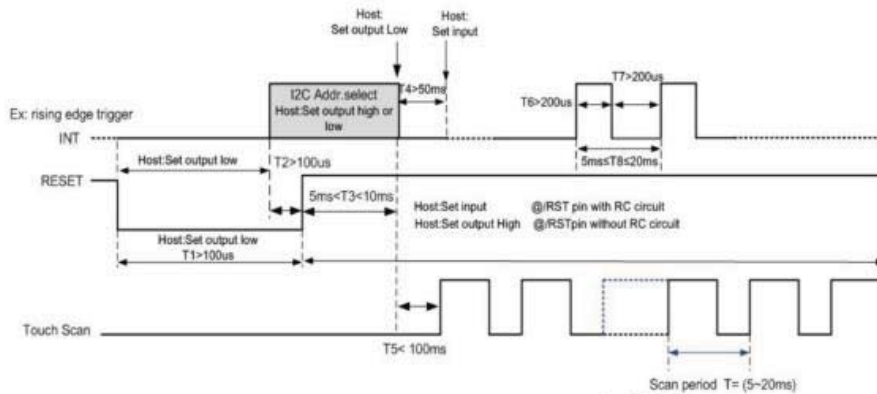 Host:
Set output Low
Host:
Set input
I2C Addr.select
Host:Set output high or
low
T4>50ms
T6>200us
T7>200us
Ex: rising edge trigger
INT
5ms≤T8≤20ms
Host:Set output low
T2>100us
RESET
5ms<T3<10ms
Host:Set input @/RST pin with RC circuit
Host:Set output High @/RSTpin without RC circuit
Host:Set output low
T1>100us
Touch Scan
T5< 100ms
Scan period T= (5~20ms)